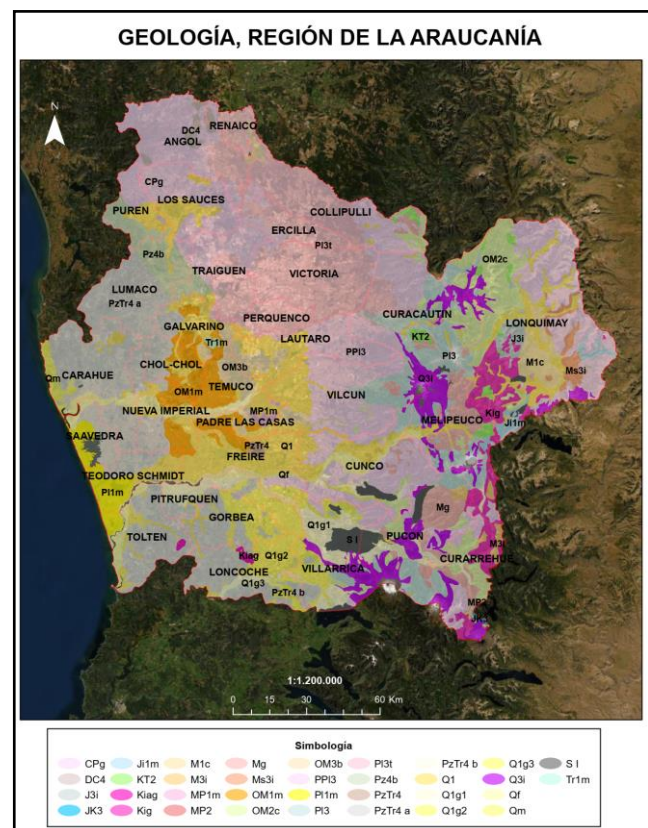 GEOLOGÍA, REGIÓN DE LA ARAUCANÍA
N
DC4
RENAICO
ANGOL
CPg
LOS SAUCES
PUREN
COLLIPULLI
ERCILLA
Pl3t
Pz4b
OM2c
TRAIGUEN
VICTORIA
LUMACO
PzTr4 a
PERQUENCO
CURACAUTIN
LONQUIMAY
GALVARINO
Tr1m
LAUTARO
KT2
J3i
CHOL-CHOL
OM3b
PPl3
Pl3
M1c
Qm
CARAHUE
TEMUCO
Q3i
Ms3i
OM1m
VILCUN
NUEVA IMPERIAL
MP1m
Kig
PADRE LAS CASAS
MELIPEUCO
Ji1m
SAAVEDRA
PzTr4
Q1
FREIRE
CUNCO
TEODORO SCHMIDT
Qf
Pl1m
PITRUFQUEN
Mg
GORBEA
Q1g1
TOLTEN
S I
PUCON
M3i
Kiag
Q1g2
CURARREHUE
LONCOCHE
VILLARRICA
Q1g3
PzTr4 b
MP2
1:1.200.000
0 15 30 60 Km
Simbología
CPg Ji1m M1c Mg OM3b Pl3t PzTr4 b Q1g3 S I
DC4 KT2 M3i Ms3i PPl3 Pz4b Q1 Q3i Tr1m
J3i Kiag MP1m OM1m Pl1m PzTr4 Q1g1 Qf
JK3 Kig MP2 OM2c Pl3 PzTr4 a Q1g2 Qm